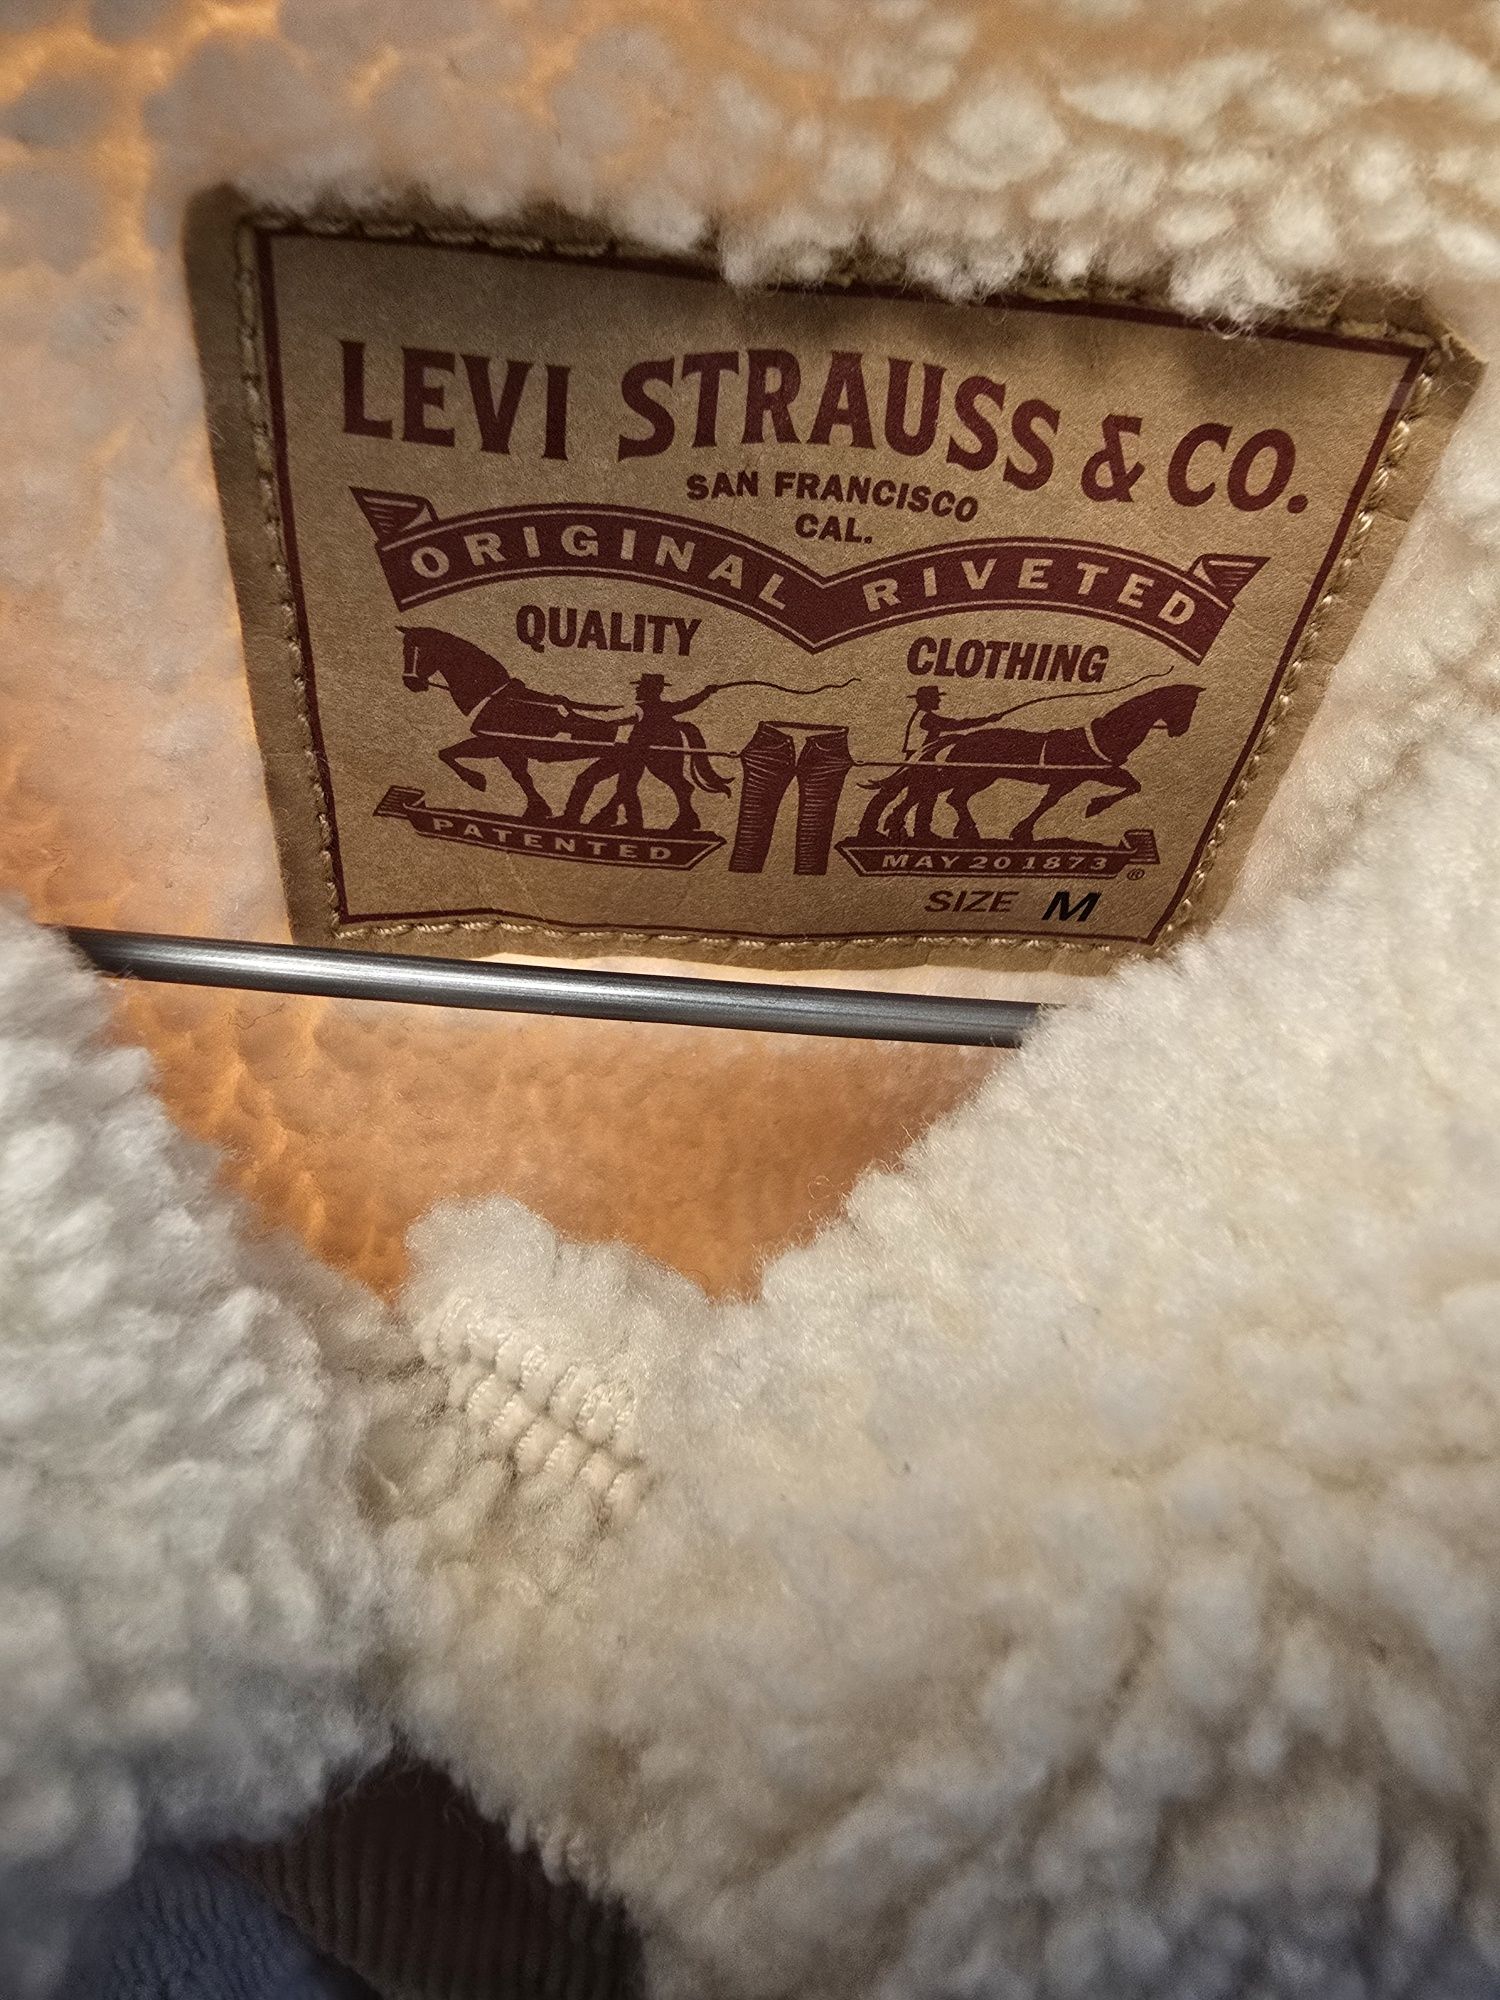 LEVI STRAUSS & CO.
SAN FRANCISCO
CAL.
ORIGINAL RIVETED
QUALITY CLOTHING
PATENTED MAY 20 1873 ®
SIZE M